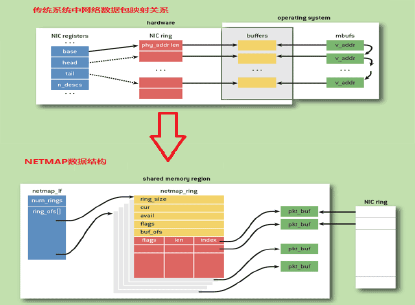 传统系统中网络数据包映射关系
hardware
operating system
NIC registers
NIC ring
buffers
mbufs
...
base
head
tail
n_descs
phy_addr len
...
...
v_addr
v_addr
...
v_addr
NETMAP数据结构
shared memory region
netmap_if
num_rings
ring_ofs[]
netmap_ring
ring_size
cur
avail
flags
buf_ofs
flags len index
pkt_buf
pkt_buf
pkt_buf
pkt_buf
NIC ring